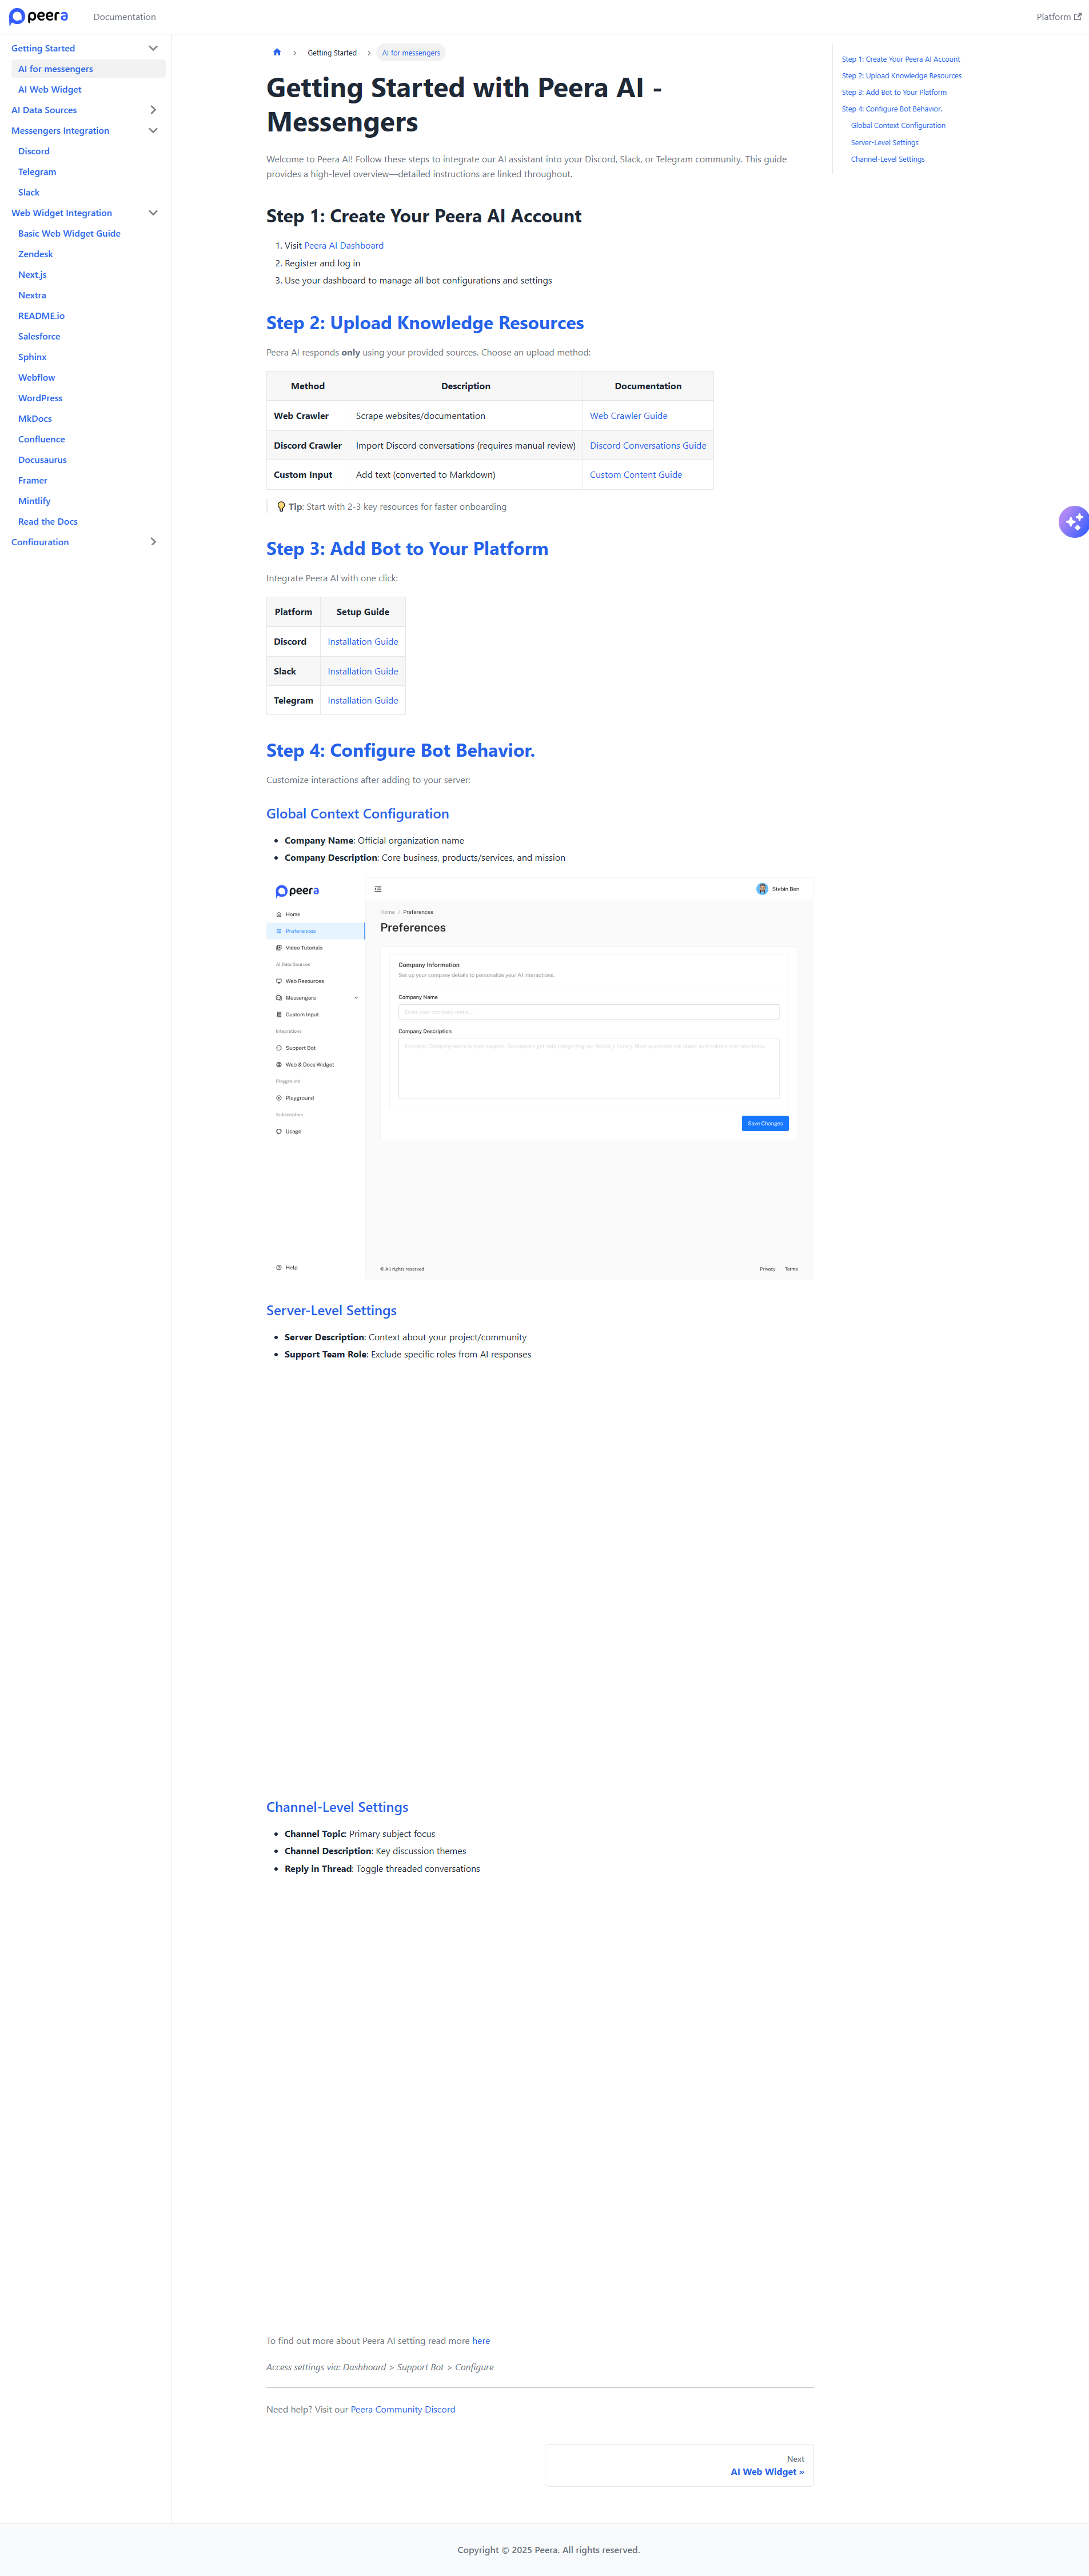 peera
Documentation
Platform
Getting Started
AI for messengers
AI Web Widget
AI Data Sources
Messengers Integration
Discord
Telegram
Slack
Web Widget Integration
Basic Web Widget Guide
Zendesk
Next.js
Nextra
README.io
Salesforce
Sphinx
Webflow
WordPress
MkDocs
Confluence
Docusaurus
Framer
Mintlify
Read the Docs
Configuration
Getting Started
AI for messengers
Getting Started with Peera AI -
Messengers
Welcome to Peera AI! Follow these steps to integrate our AI assistant into your Discord, Slack, or Telegram community. This guide
provides a high-level overview—detailed instructions are linked throughout.
Step 1: Create Your Peera AI Account
1. Visit Peera AI Dashboard
2. Register and log in
3. Use your dashboard to manage all bot configurations and settings
Step 2: Upload Knowledge Resources
Peera AI responds only using your provided sources. Choose an upload method:
Method Description Documentation
Web Crawler Scrape websites/documentation Web Crawler Guide
Discord Crawler Import Discord conversations (requires manual review) Discord Conversations Guide
Custom Input Add text (converted to Markdown) Custom Content Guide
💡 Tip: Start with 2-3 key resources for faster onboarding
Step 3: Add Bot to Your Platform
Integrate Peera AI with one click:
Platform Setup Guide
Discord Installation Guide
Slack Installation Guide
Telegram Installation Guide
Step 4: Configure Bot Behavior.
Customize interactions after adding to your server:
Global Context Configuration
• Company Name: Official organization name
• Company Description: Core business, products/services, and mission
peera
Home
Preferences
Video Tutorials
AI Data Sources
Web Resources
Messengers
Custom Input
Integrations
Support Bot
Web & Docs Widget
Playground
Playground
Subscription
Usage
Help
Stebin Ben
Home / Preferences
Preferences
Company Information
Set up your company details to personalize your AI interactions.
Company Name
Enter your company name...
Company Description
Save Changes
© All rights reserved
Privacy Terms
Server-Level Settings
• Server Description: Context about your project/community
• Support Team Role: Exclude specific roles from AI responses
Channel-Level Settings
• Channel Topic: Primary subject focus
• Channel Description: Key discussion themes
• Reply in Thread: Toggle threaded conversations
To find out more about Peera AI setting read more here
Access settings via: Dashboard > Support Bot > Configure
Need help? Visit our Peera Community Discord
Next
AI Web Widget »
Step 1: Create Your Peera AI Account
Step 2: Upload Knowledge Resources
Step 3: Add Bot to Your Platform
Step 4: Configure Bot Behavior.
Global Context Configuration
Server-Level Settings
Channel-Level Settings
Copyright © 2025 Peera. All rights reserved.